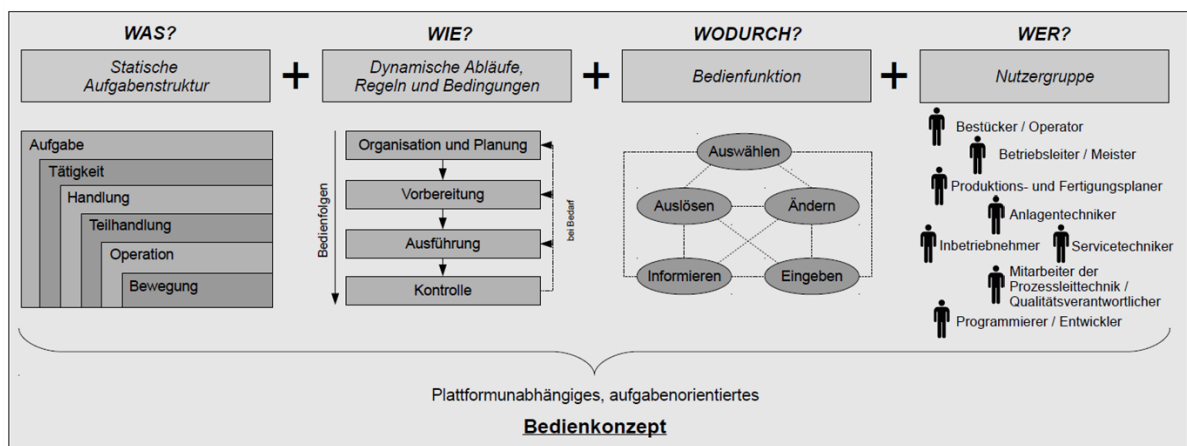 WAS?
Statische
Aufgabenstruktur
Aufgabe
Tätigkeit
Handlung
Teilhandlung
Operation
Bewegung
+
WIE?
Dynamische Abläufe,
Regeln und Bedingungen
Bedienfolgen
Organisation und Planung
Vorbereitung
Ausführung
Kontrolle
bei Bedarf
+
WODURCH?
Bedienfunktion
Auswählen
Auslösen
Ändern
Informieren
Eingeben
+
WER?
Nutzergruppe
Bestücker / Operator
Betriebsleiter / Meister
Produktions- und Fertigungsplaner
Anlagentechniker
Inbetriebnehmer
Servicetechniker
Mitarbeiter der
Prozessleittechnik /
Qualitätsverantwortlicher
Programmierer / Entwickler
Plattformunabhängiges, aufgabenorientiertes
Bedienkonzept